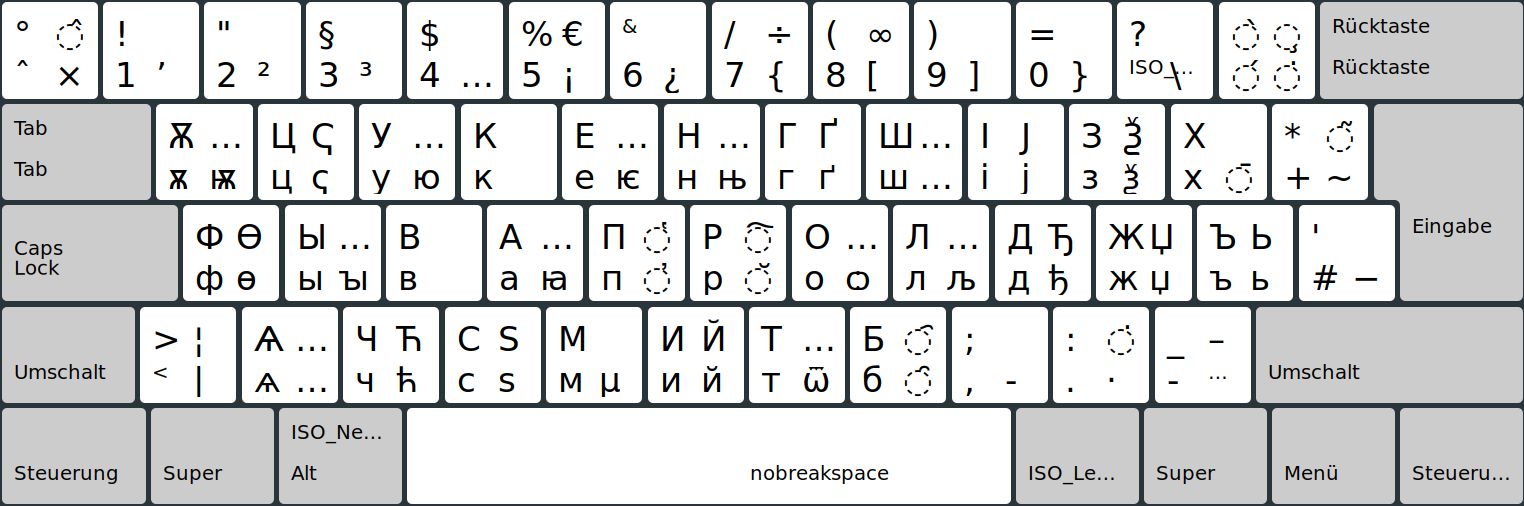 ° ◌̂ ! " § $ % € & / ÷ ( ∞ ) = ? ◌̀ ◌̨ Rücktaste
ˆ × 1 ’ 2 ² 3 ³ 4 … 5 ¡ 6 ¿ 7 { 8 [ 9 ] 0 } ISO_… \ ◌́ Rücktaste
Tab Ѫ … Ц Ҁ У … К Е … Н … Г Ґ Ш … І Ј З Ѯ Х * ◌̃
Tab ѫ ѭ ц ҁ у ю к е ѥ н њ г ґ ш … і ј з ѯ х ◌̄ + ~
Caps Lock Ф Ѳ Ы … В А … П ◌҅ Р ◌͡ О … Л … Д Ђ Ж Џ Ъ Ь ' Eingabe
ф ѳ ы ꙑ в а ꙗ п ◌҆ р ◌̆ о л љ д ђ ж џ ъ ь # −
Umschalt > ¦ Ѧ … Ч Ћ С Ѕ М И Й Т … Б ◌҇ ; : ◌̇ _ – Umschalt
< | ѧ … ч ћ с ѕ м µ и й т ѿ б ◌̑ , - . · - …
ISO_Ne…
Steuerung Super Alt nobreakspace ISO_Le… Super Menü Steueru…